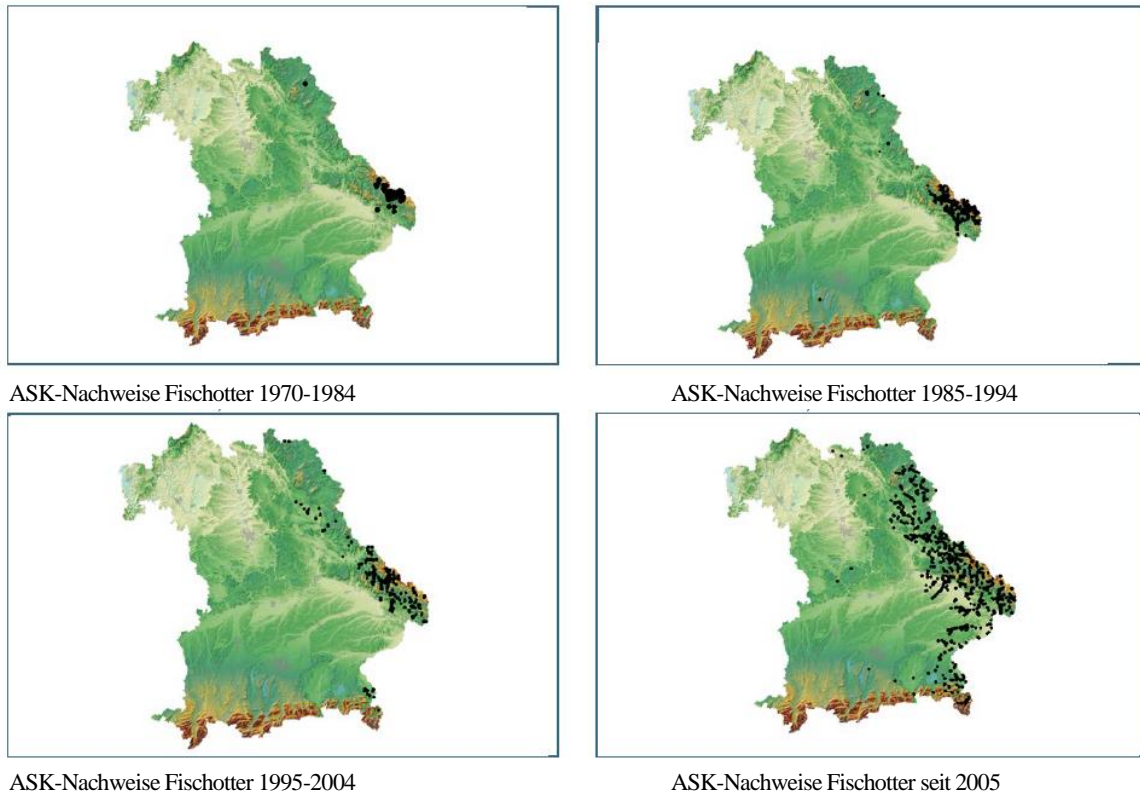 ASK-Nachweise Fischotter 1970-1984
ASK-Nachweise Fischotter 1985-1994
ASK-Nachweise Fischotter 1995-2004
ASK-Nachweise Fischotter seit 2005